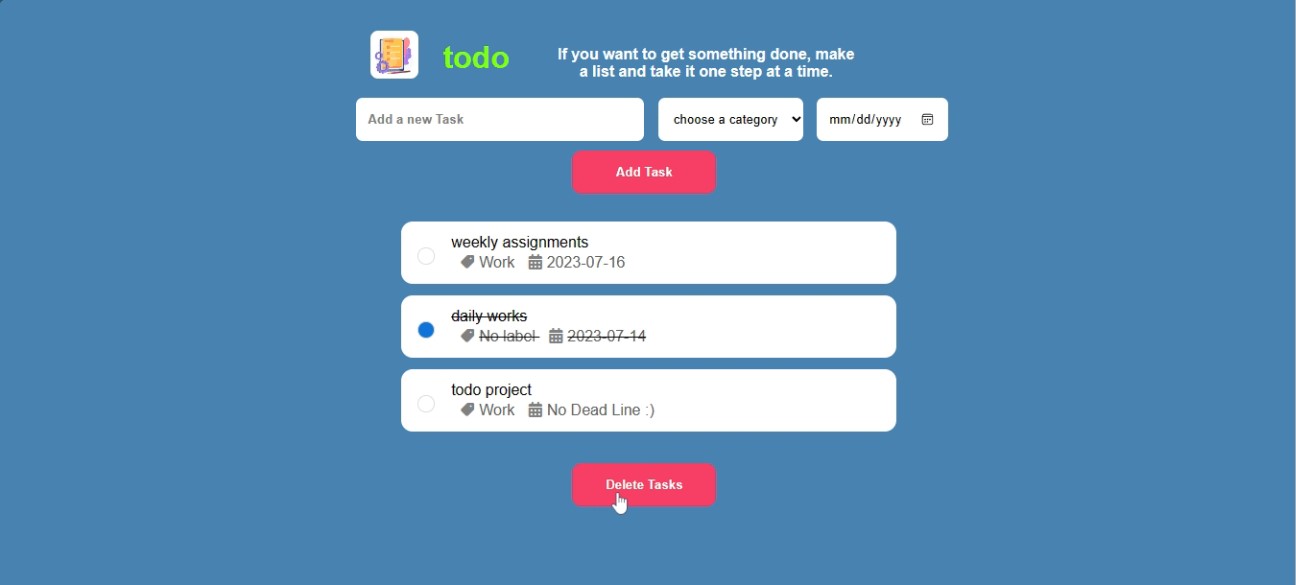 todo
If you want to get something done, make
a list and take it one step at a time.
Add a new Task
choose a category
mm/dd/yyyy
Add Task
weekly assignments
Work 2023-07-16
daily works
No label 2023-07-14
todo project
Work No Dead Line :)
Delete Tasks